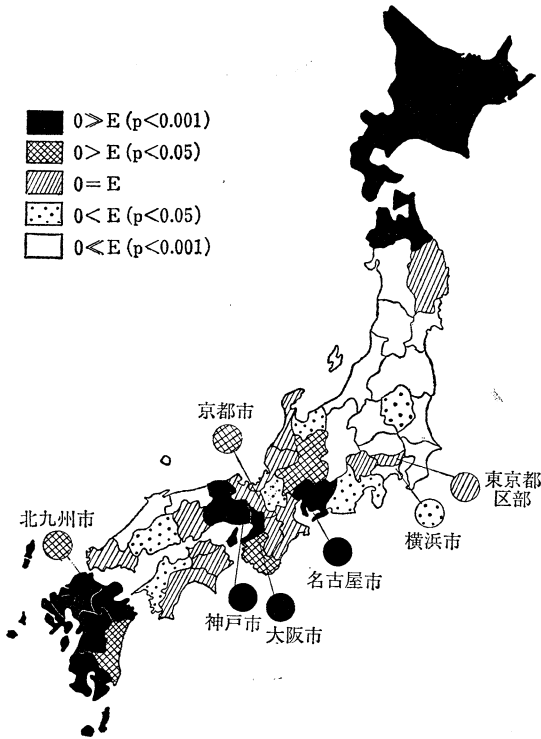 0≫E(p<0.001)
0>E(p<0.05)
0=E
0<E(p<0.05)
0≪E(p<0.001)
京都市
北九州市
東京都
区部
横浜市
名古屋市
神戸市
大阪市